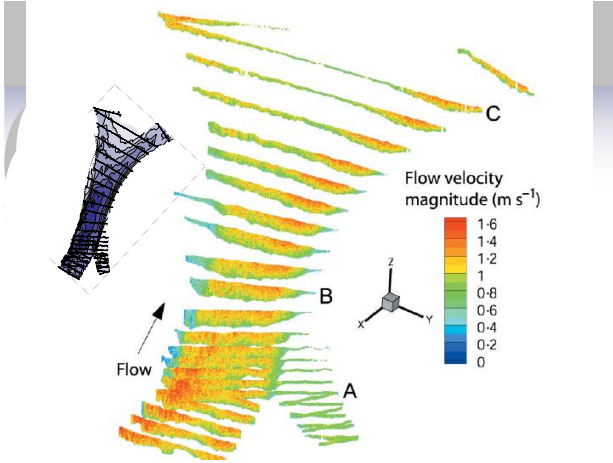 C
Flow velocity
magnitude (m s⁻¹)
1·6
1·4
1·2
1
0·8
0·6
0·4
0·2
0
Z
X
Y
B
Flow
A